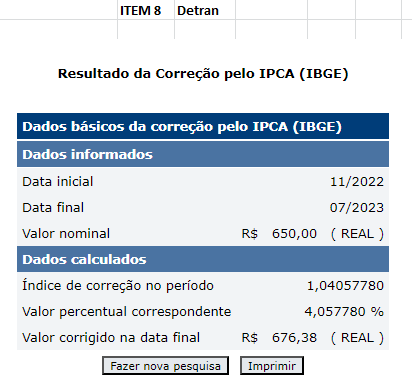 ITEM 8 Detran
Resultado da Correção pelo IPCA (IBGE)
Dados básicos da correção pelo IPCA (IBGE)
Dados informados
Data inicial 11/2022
Data final 07/2023
Valor nominal R$ 650,00 ( REAL )
Dados calculados
Índice de correção no período 1,04057780
Valor percentual correspondente 4,057780 %
Valor corrigido na data final R$ 676,38 ( REAL )
Fazer nova pesquisa Imprimir